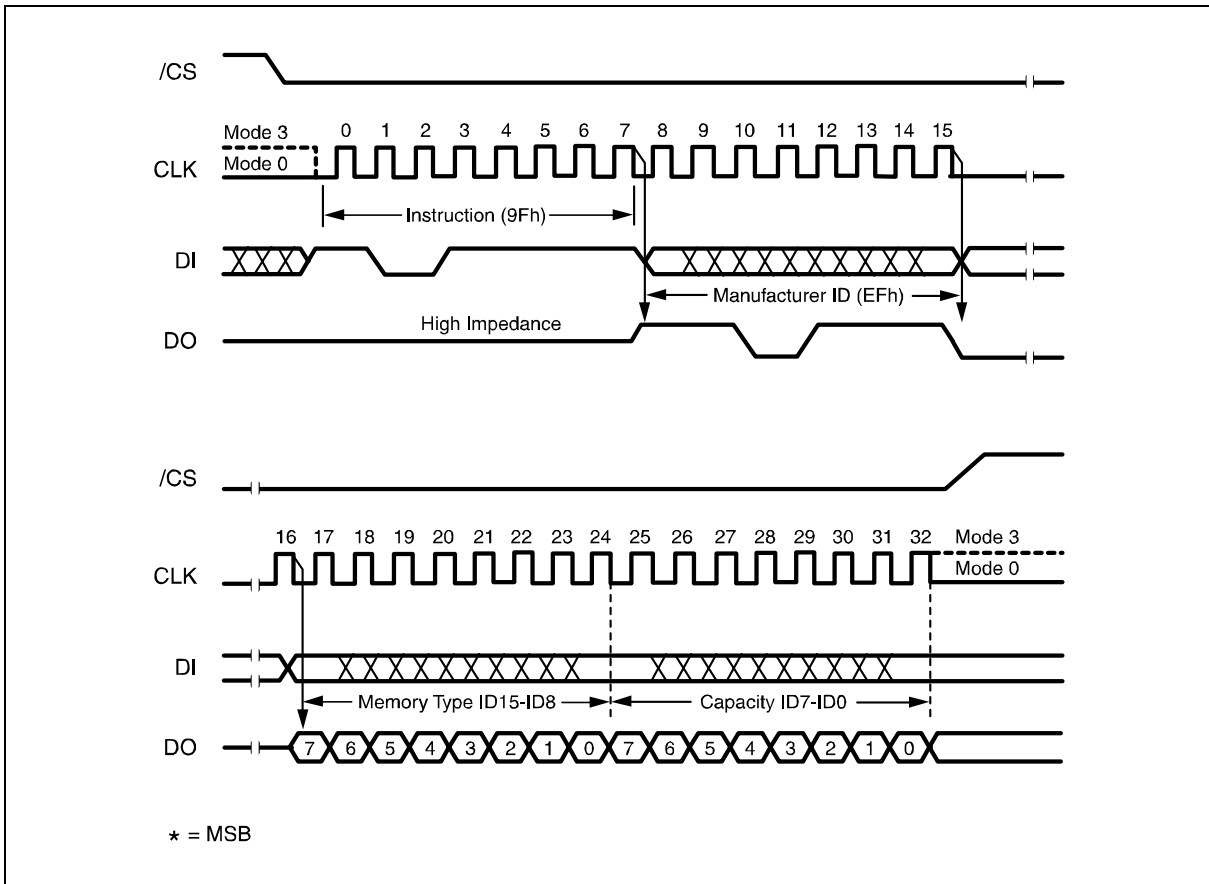 /CS
Mode 3
0 1 2 3 4 5 6 7 8 9 10 11 12 13 14 15
Mode 0
CLK
Instruction (9Fh)
DI
Manufacturer ID (EFh)
High Impedance
DO
/CS
16 17 18 19 20 21 22 23 24 25 26 27 28 29 30 31 32
Mode 3
CLK
Mode 0
DI
Memory Type ID15-ID8
Capacity ID7-ID0
DO
7 6 5 4 3 2 1 0 7 6 5 4 3 2 1 0
* = MSB